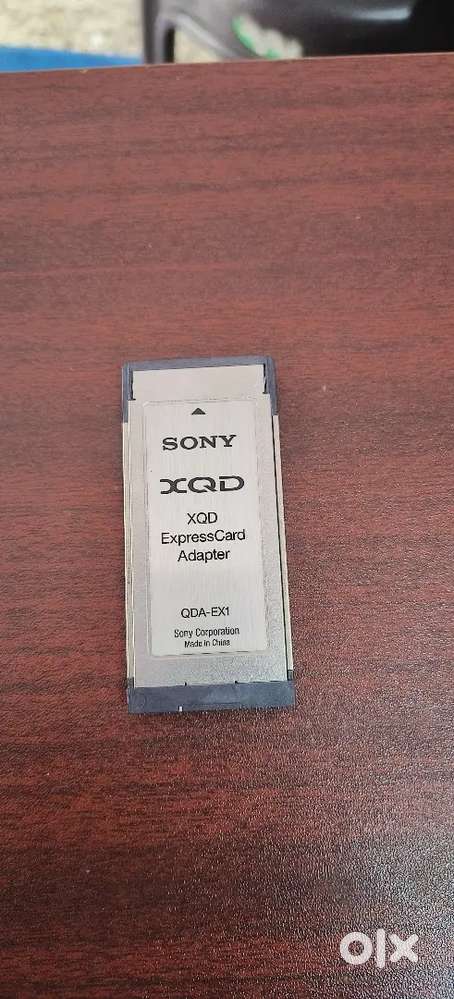 SONY
XQD
XQD
ExpressCard
Adapter
QDA-EX1
Sony Corporation
Made in China
olx